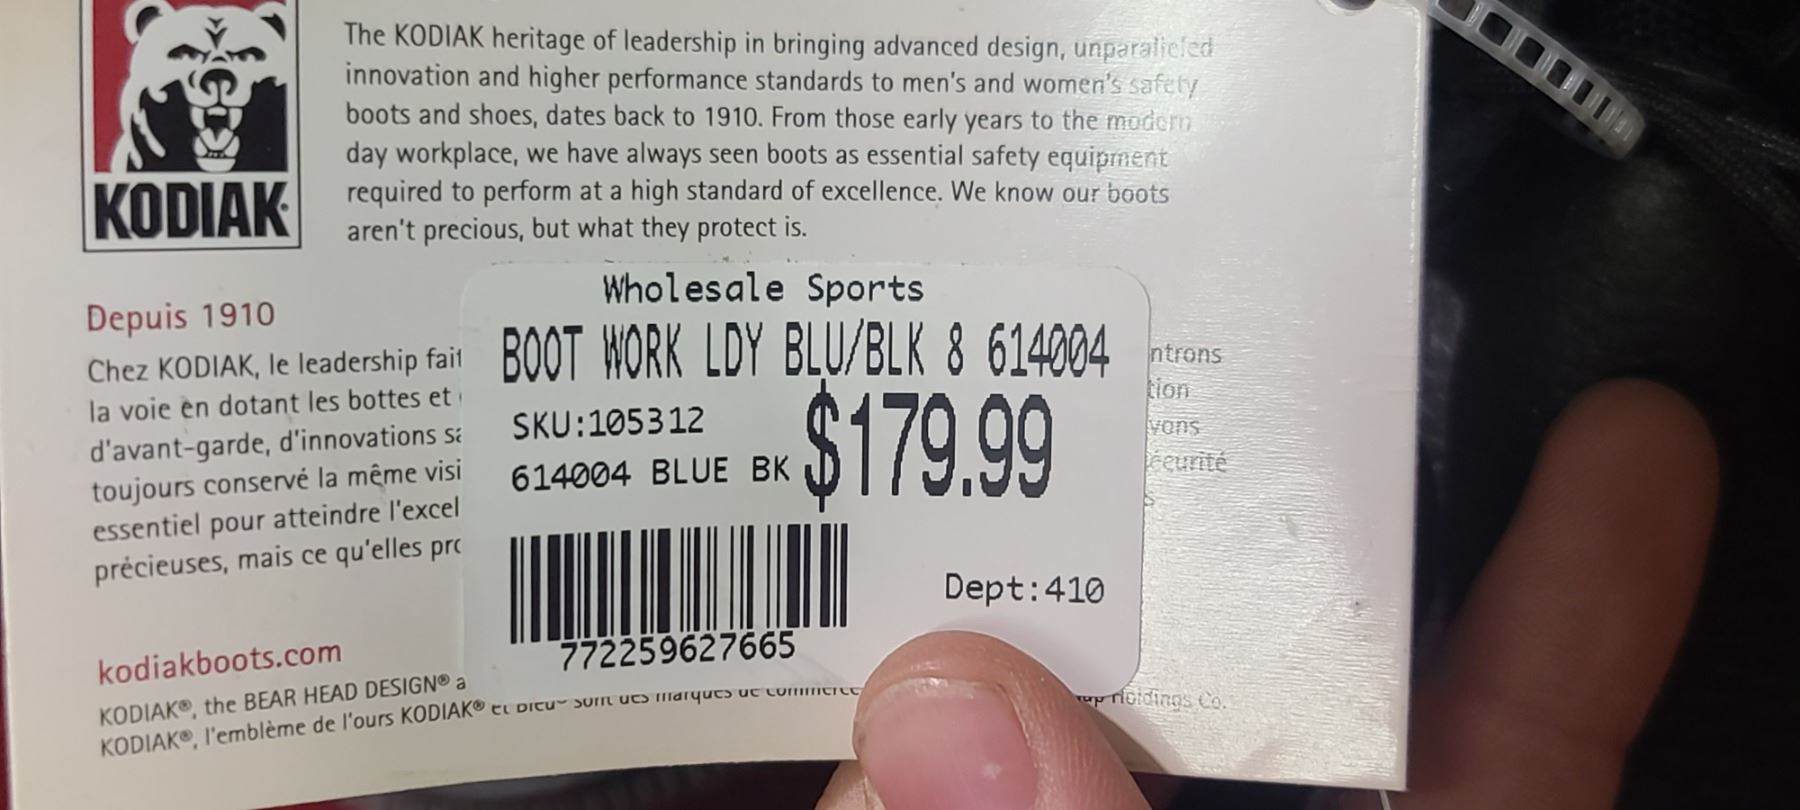 KODIAK
The KODIAK heritage of leadership in bringing advanced design, unparalleled
innovation and higher performance standards to men's and women's safety
boots and shoes, dates back to 1910. From those early years to the modern
day workplace, we have always seen boots as essential safety equipment
required to perform at a high standard of excellence. We know our boots
aren't precious, but what they protect is.
Depuis 1910
Chez KODIAK, le leadership fait
la voie en dotant les bottes et
d'avant-garde, d'innovations sa
toujours conservé la même visi
essentiel pour atteindre l'excel
précieuses, mais ce qu'elles pro
ntrons
tion
vons
écurité
s
Wholesale Sports
BOOT WORK LDY BLU/BLK 8 614004
SKU:105312
614004 BLUE BK $179.99
Dept:410
772259627665
kodiakboots.com
KODIAK®, the BEAR HEAD DESIGN® a
KODIAK®, l'emblème de l'ours KODIAK® et sont des marques de commerce Holdings Co.